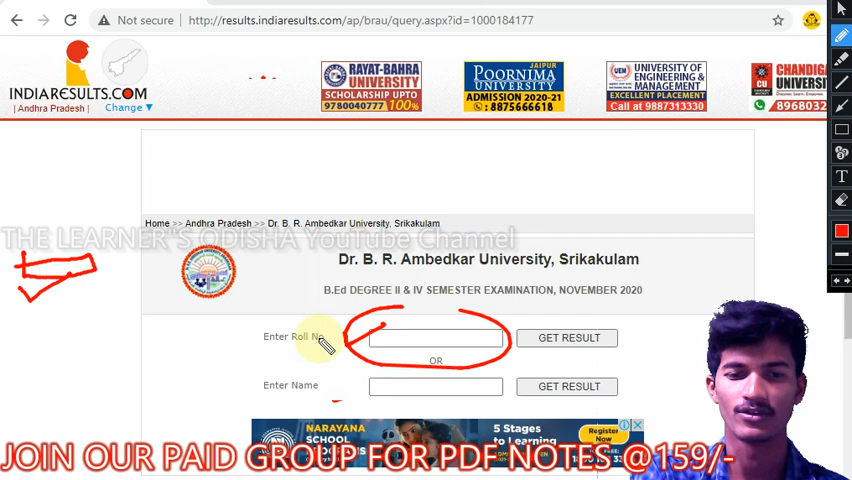 Not secure | http://results.indiaresults.com/ap/brau/query.aspx?id=1000184177
INDIARESULTS.COM
| Andhra Pradesh |
Change ▼
RAYAT-BAHRA
UNIVERSITY
SCHOLARSHIP UPTO
9780040777 100%
JAIPUR
POORNIMA
UNIVERSITY
ADMISSION 2020-21
8875666618
UEM
UNIVERSITY OF
ENGINEERING &
MANAGEMENT
EXCELLENT PLACEMENT
Call at 9887313330
CHANDIGA
CU
8968032
Home >> Andhra Pradesh >> Dr. B. R. Ambedkar University, Srikakulam
THE LEARNER"S ODISHA YouTube Channel
Dr. B. R. Ambedkar University, Srikakulam
B.Ed DEGREE II & IV SEMESTER EXAMINATION, NOVEMBER 2020
Enter Roll No
GET RESULT
OR
Enter Name
GET RESULT
NARAYANA
SCHOOL
5 Stages
to Learning
Register
Now
JOIN OUR PAID GROUP FOR PDF NOTES @159/-